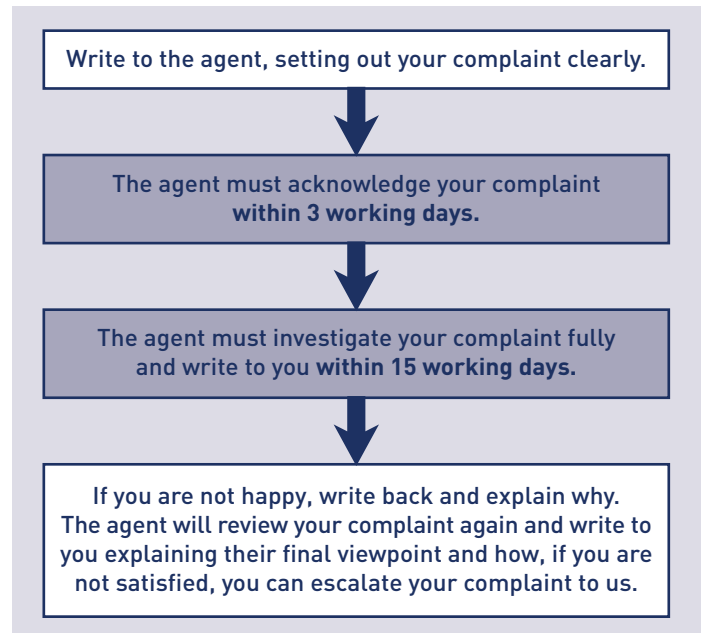 Write to the agent, setting out your complaint clearly.
The agent must acknowledge your complaint
within 3 working days.
The agent must investigate your complaint fully
and write to you within 15 working days.
If you are not happy, write back and explain why.
The agent will review your complaint again and write to
you explaining their final viewpoint and how, if you are
not satisfied, you can escalate your complaint to us.